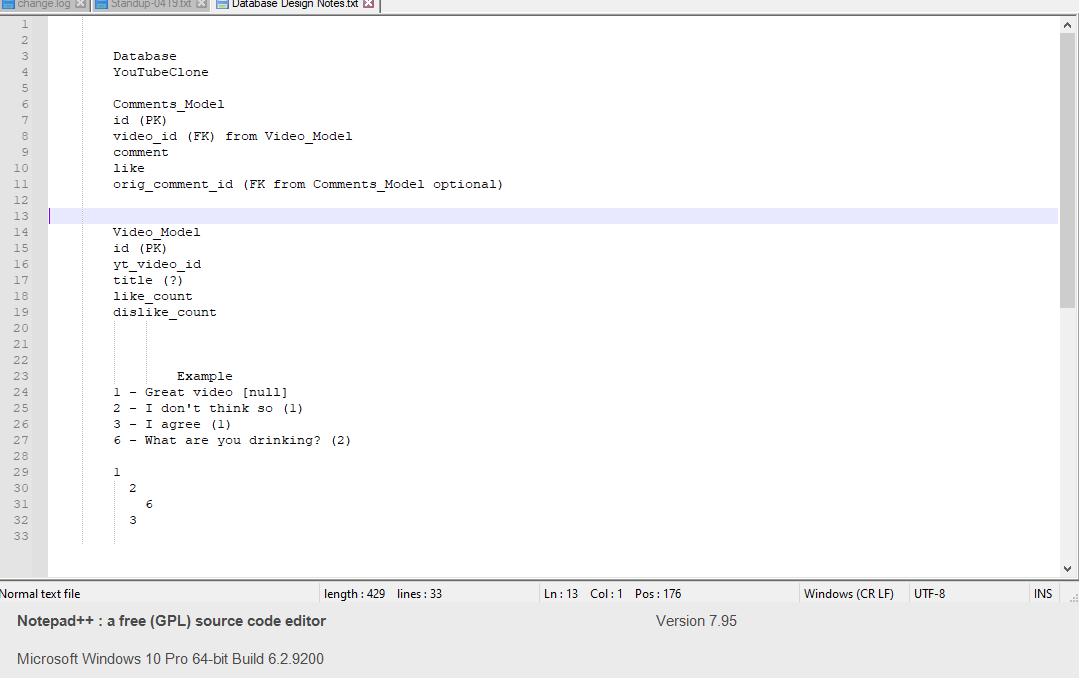 change.log
Standup-0419.txt
Database Design Notes.txt
1
2
3 Database
4 YouTubeClone
5
6 Comments_Model
7 id (PK)
8 video_id (FK) from Video_Model
9 comment
10 like
11 orig_comment_id (FK from Comments_Model optional)
12
13
14 Video_Model
15 id (PK)
16 yt_video_id
17 title (?)
18 like_count
19 dislike_count
20
21
22
23 Example
24 1 - Great video [null]
25 2 - I don't think so (1)
26 3 - I agree (1)
27 6 - What are you drinking? (2)
28
29 1
30 2
31 6
32 3
33
Normal text file length : 429 lines : 33 Ln : 13 Col : 1 Pos : 176 Windows (CR LF) UTF-8 INS
Notepad++ : a free (GPL) source code editor Version 7.95
Microsoft Windows 10 Pro 64-bit Build 6.2.9200